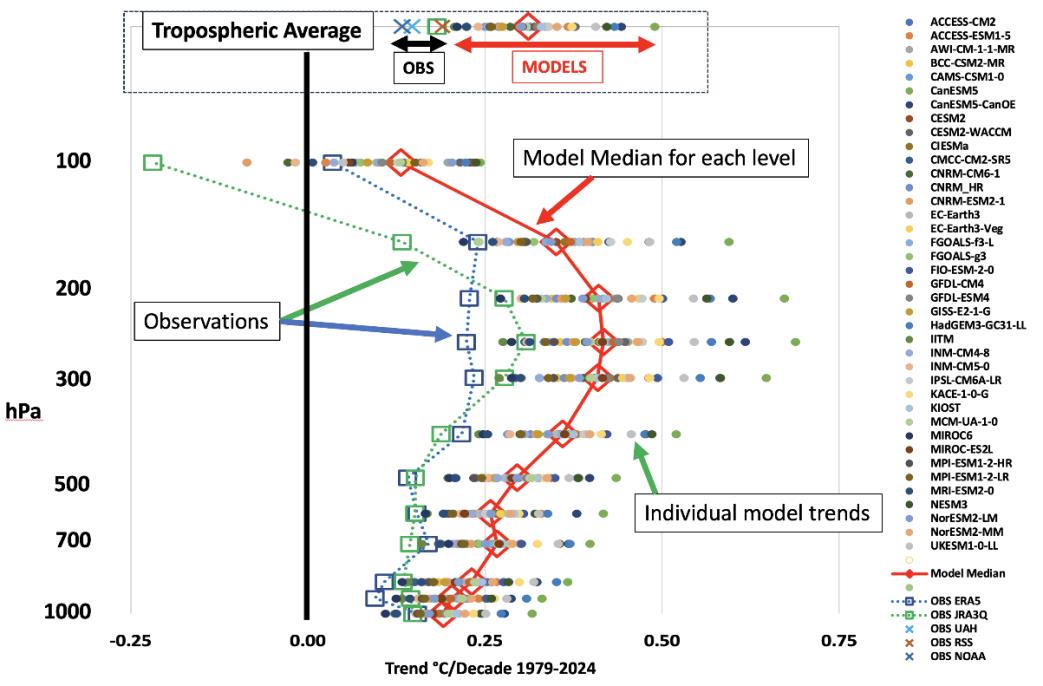 Tropospheric Average
OBS
MODELS
Model Median for each level
Observations
Individual model trends
hPa
100
200
300
500
700
1000
-0.25
0.00
0.25
0.50
0.75
Trend °C/Decade 1979-2024
ACCESS-CM2
ACCESS-ESM1-5
AWI-CM-1-1-MR
BCC-CSM2-MR
CAMS-CSM1-0
CanESM5
CanESM5-CanOE
CESM2
CESM2-WACCM
CIESMa
CMCC-CM2-SR5
CNRM-CM6-1
CNRM_HR
CNRM-ESM2-1
EC-Earth3
EC-Earth3-Veg
FGOALS-f3-L
FGOALS-g3
FIO-ESM-2-0
GFDL-CM4
GFDL-ESM4
GISS-E2-1-G
HadGEM3-GC31-LL
IITM
INM-CM4-8
INM-CM5-0
IPSL-CM6A-LR
KACE-1-0-G
KIOST
MCM-UA-1-0
MIROC6
MIROC-ES2L
MPI-ESM1-2-HR
MPI-ESM1-2-LR
MRI-ESM2-0
NESM3
NorESM2-LM
NorESM2-MM
UKESM1-0-LL
Model Median
OBS ERA5
OBS JRA3Q
OBS UAH
OBS RSS
OBS NOAA